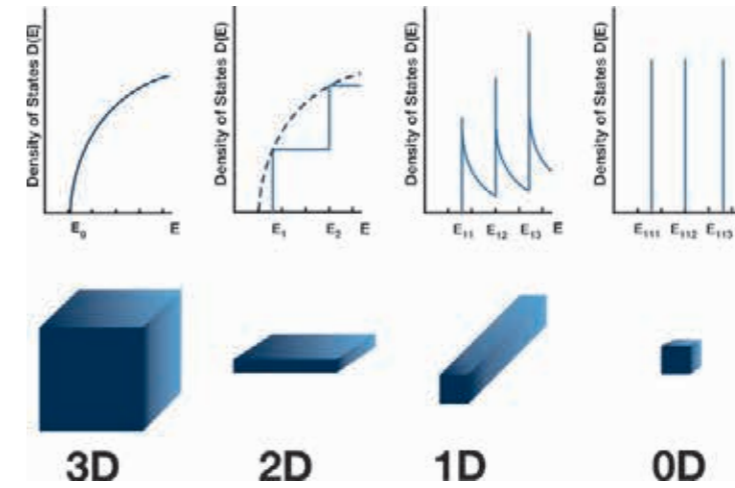 Density of States D(E)
E₀ E
Density of States D(E)
E₁ E₂ E
Density of States D(E)
E₁₁ E₁₂ E₁₃ E
Density of States D(E)
E₁₁₁ E₁₁₂ E₁₁₃
3D 2D 1D 0D